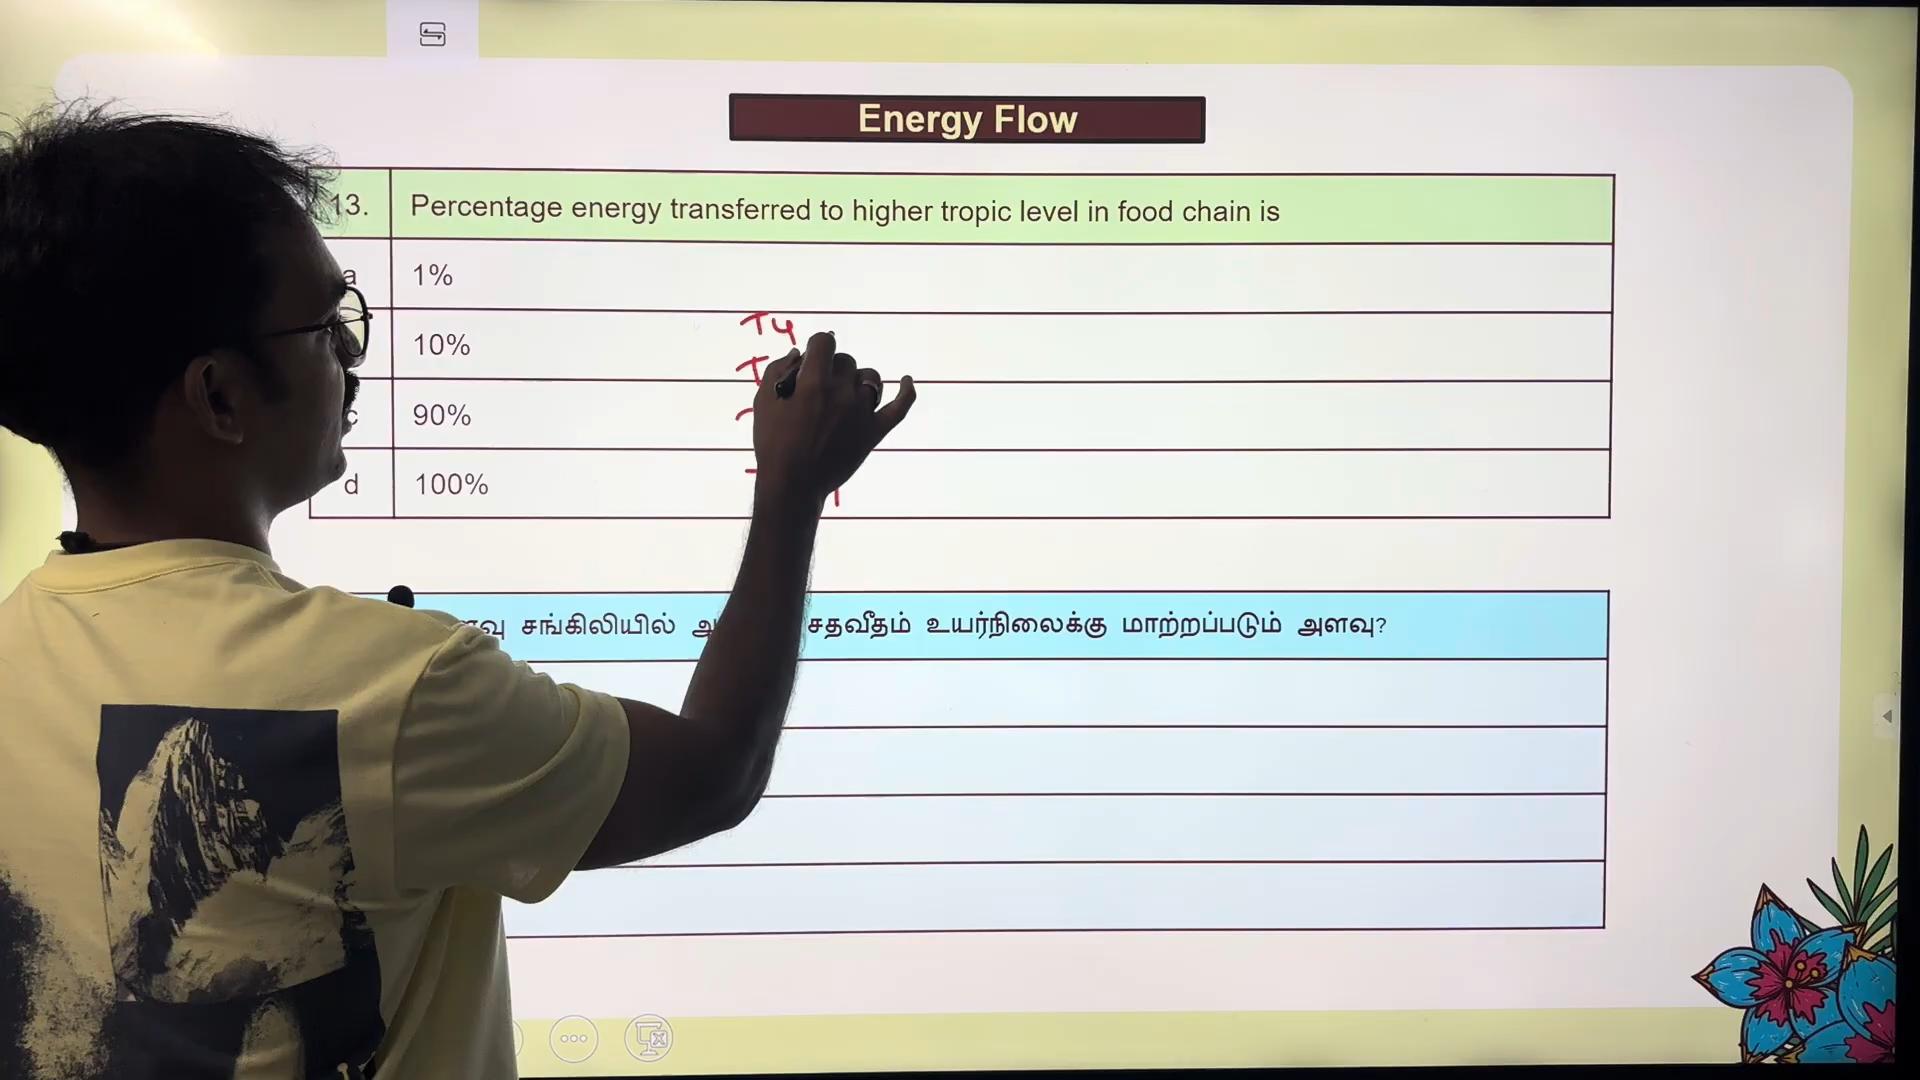 Energy Flow
13. Percentage energy transferred to higher tropic level in food chain is
a 1%
10%
c 90%
d 100%
T4
சங்கிலியில் சதவீதம் உயர்நிலைக்கு மாற்றப்படும் அளவு?